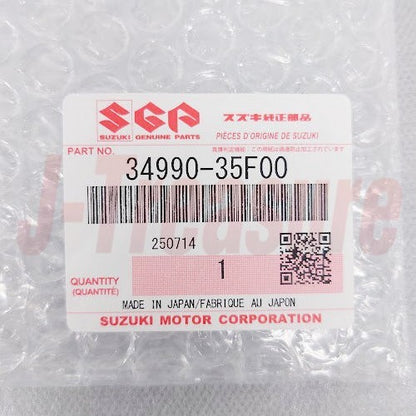 SGP
SUZUKI GENUINE PARTS
スズキ純正部品
PIÈCES D'ORIGINE DE SUZUKI
PART NO.
34990-35F00
J-Treasure
250714
QUANTITY
(QUANTITÉ)
1
MADE IN JAPAN/FABRIQUE AU JAPON
SUZUKI MOTOR CORPORATION